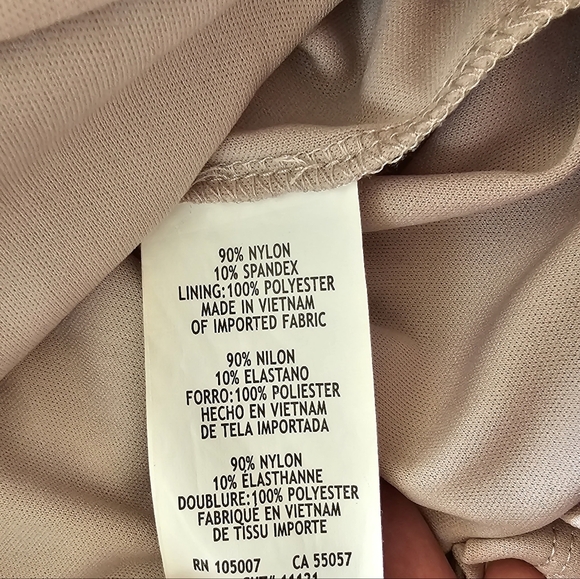 90% NYLON
10% SPANDEX
LINING:100% POLYESTER
MADE IN VIETNAM
OF IMPORTED FABRIC
90% NILON
10% ELASTANO
FORRO:100% POLIESTER
HECHO EN VIETNAM
DE TELA IMPORTADA
90% NYLON
10% ÉLASTHANNE
DOUBLURE:100% POLYESTER
FABRIQUE EN VIETNAM
DE TISSU IMPORTE
RN 105007 CA 55057